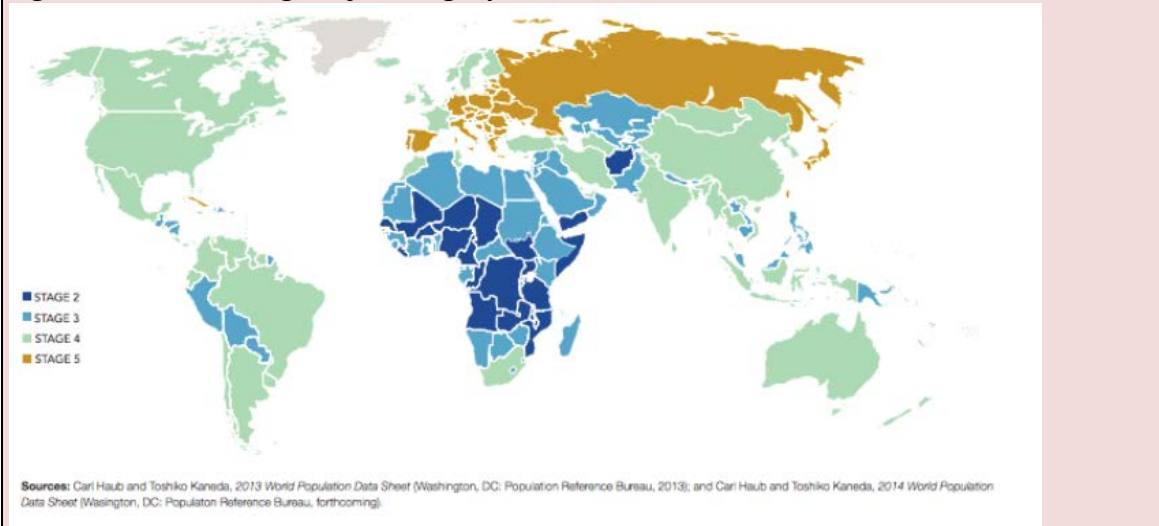 STAGE 2
STAGE 3
STAGE 4
STAGE 5
Sources: Carl Haub and Toshiko Kaneda, 2013 World Population Data Sheet (Washington, DC: Population Reference Bureau, 2013); and Carl Haub and Toshiko Kaneda, 2014 World Population
Data Sheet (Wasington, DC: Populaton Reference Bureau, forthcoming).